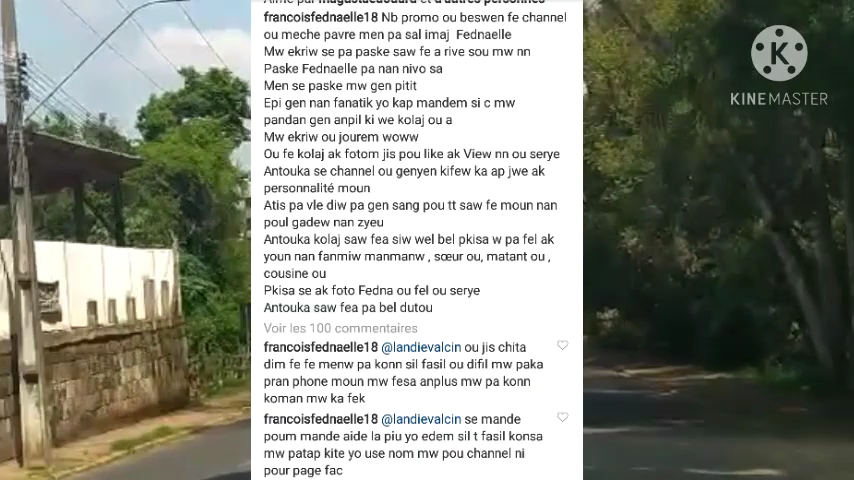 Aimé par magdstacdouard et d'autres personnes
francoisfednaelle18 Nb promo ou beswen fe channel
ou meche pavre men pa sal imaj Fednaelle
Mw ekriw se pa paske saw fe a rive sou mw nn
Paske Fednaelle pa nan nivo sa
Men se paske mw gen pitit
Epi gen nan fanatik yo kap mandem si c mw
pandan gen anpil ki we kolaj ou a
Mw ekriw ou jourem woww
Ou fe kolaj ak fotom jis pou like ak View nn ou serye
Antouka se channel ou genyen kifew ka ap jwe ak
personnalité moun
Atis pa vle diw pa gen sang pou tt saw fe moun nan
poul gadew nan zyeu
Antouka kolaj saw fea siw wel bel pkisa w pa fel ak
youn nan fanmiw manmanw , sœur ou, matant ou ,
cousine ou
Pkisa se ak foto Fedna ou fel ou serye
Antouka saw fea pa bel dutou
Voir les 100 commentaires
francoisfednaelle18 @landievalcin ou jis chita
dim fe fe menw pa konn sil fasil ou difil mw paka
pran phone moun mw fesa anplus mw pa konn
koman mw ka fek
francoisfednaelle18 @landievalcin se mande
poum mande aide la piu yo edem sil t fasil konsa
mw patap kite yo use nom mw pou channel ni
pour page fac
K
KINEMASTER